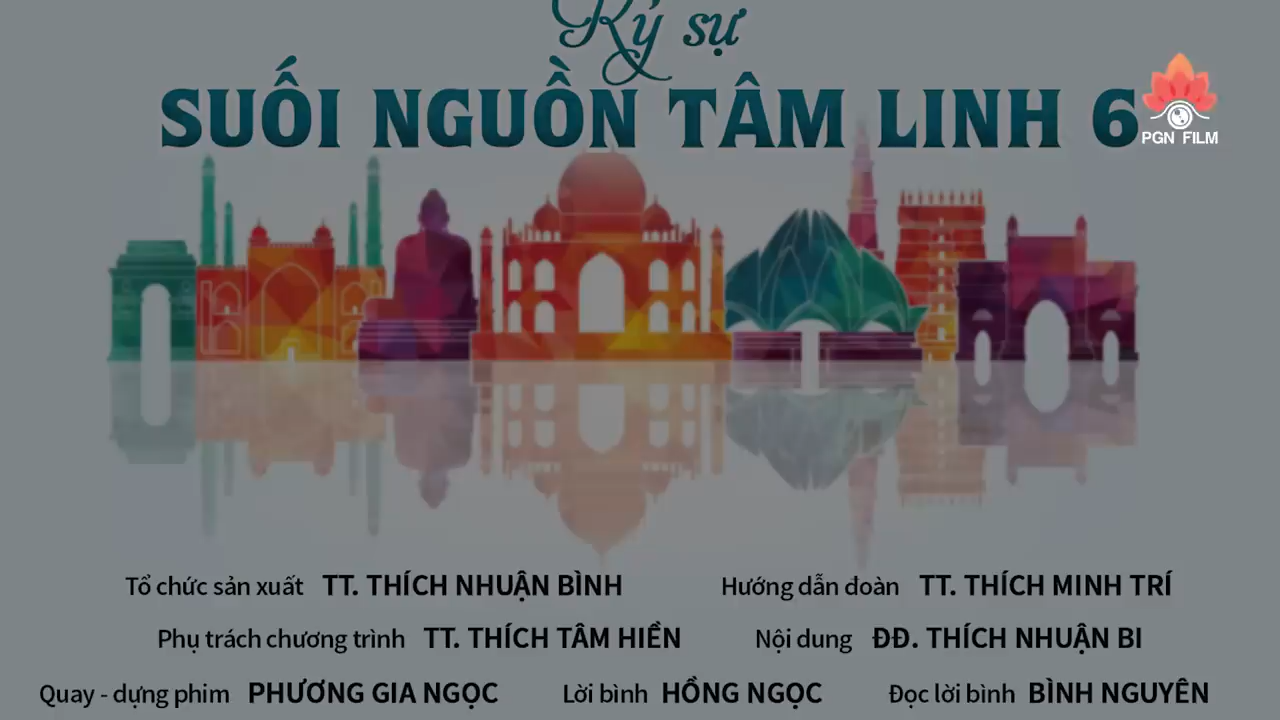 Ký sự
SUỐI NGUỒN TÂM LINH 6
PGN FILM
Tổ chức sản xuất TT. THÍCH NHUẬN BÌNH Hướng dẫn đoàn TT. THÍCH MINH TRÍ
Phụ trách chương trình TT. THÍCH TÂM HIỀN Nội dung ĐĐ. THÍCH NHUẬN BI
Quay - dựng phim PHƯƠNG GIA NGỌC Lời bình HỒNG NGỌC Đọc lời bình BÌNH NGUYÊN